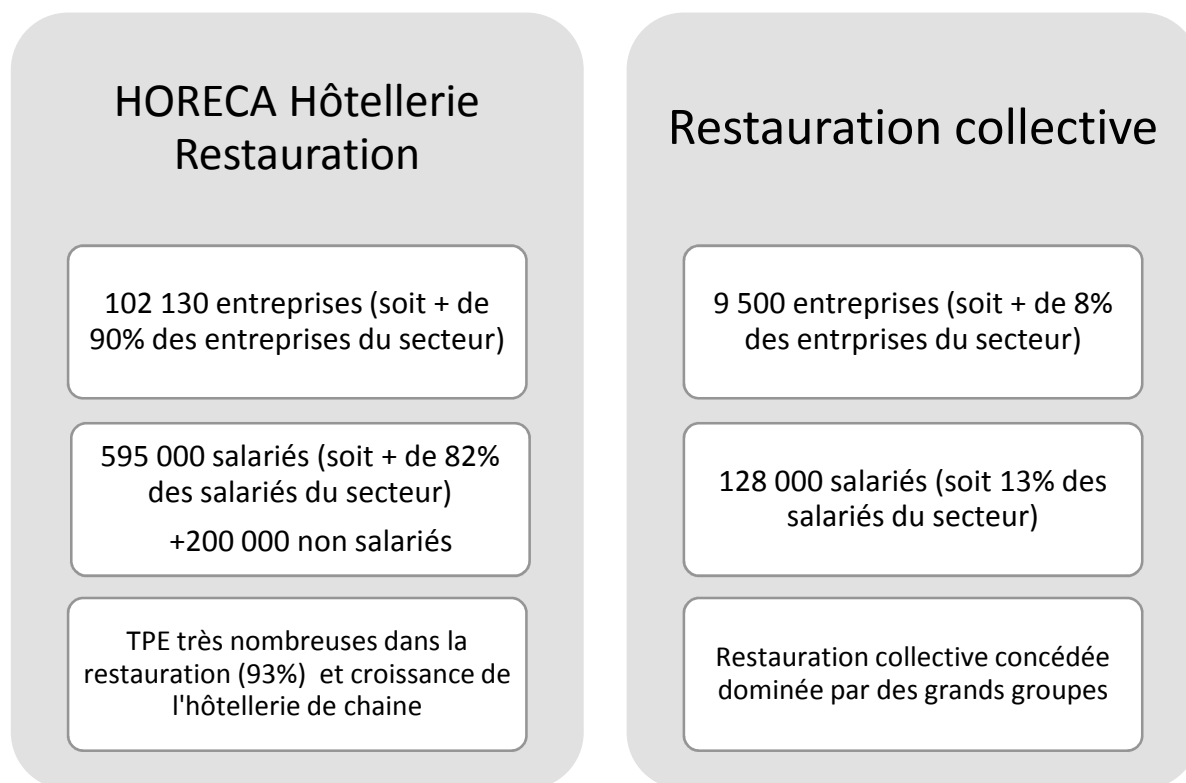 HORECA Hôtellerie
Restauration
102 130 entreprises (soit + de
90% des entreprises du secteur)
595 000 salariés (soit + de 82%
des salariés du secteur)
+200 000 non salariés
TPE très nombreuses dans la
restauration (93%)  et croissance de
l'hôtellerie de chaine
Restauration collective
9 500 entreprises (soit + de 8%
des entrprises du secteur)
128 000 salariés (soit 13% des
salariés du secteur)
Restauration collective concédée
dominée par des grands groupes